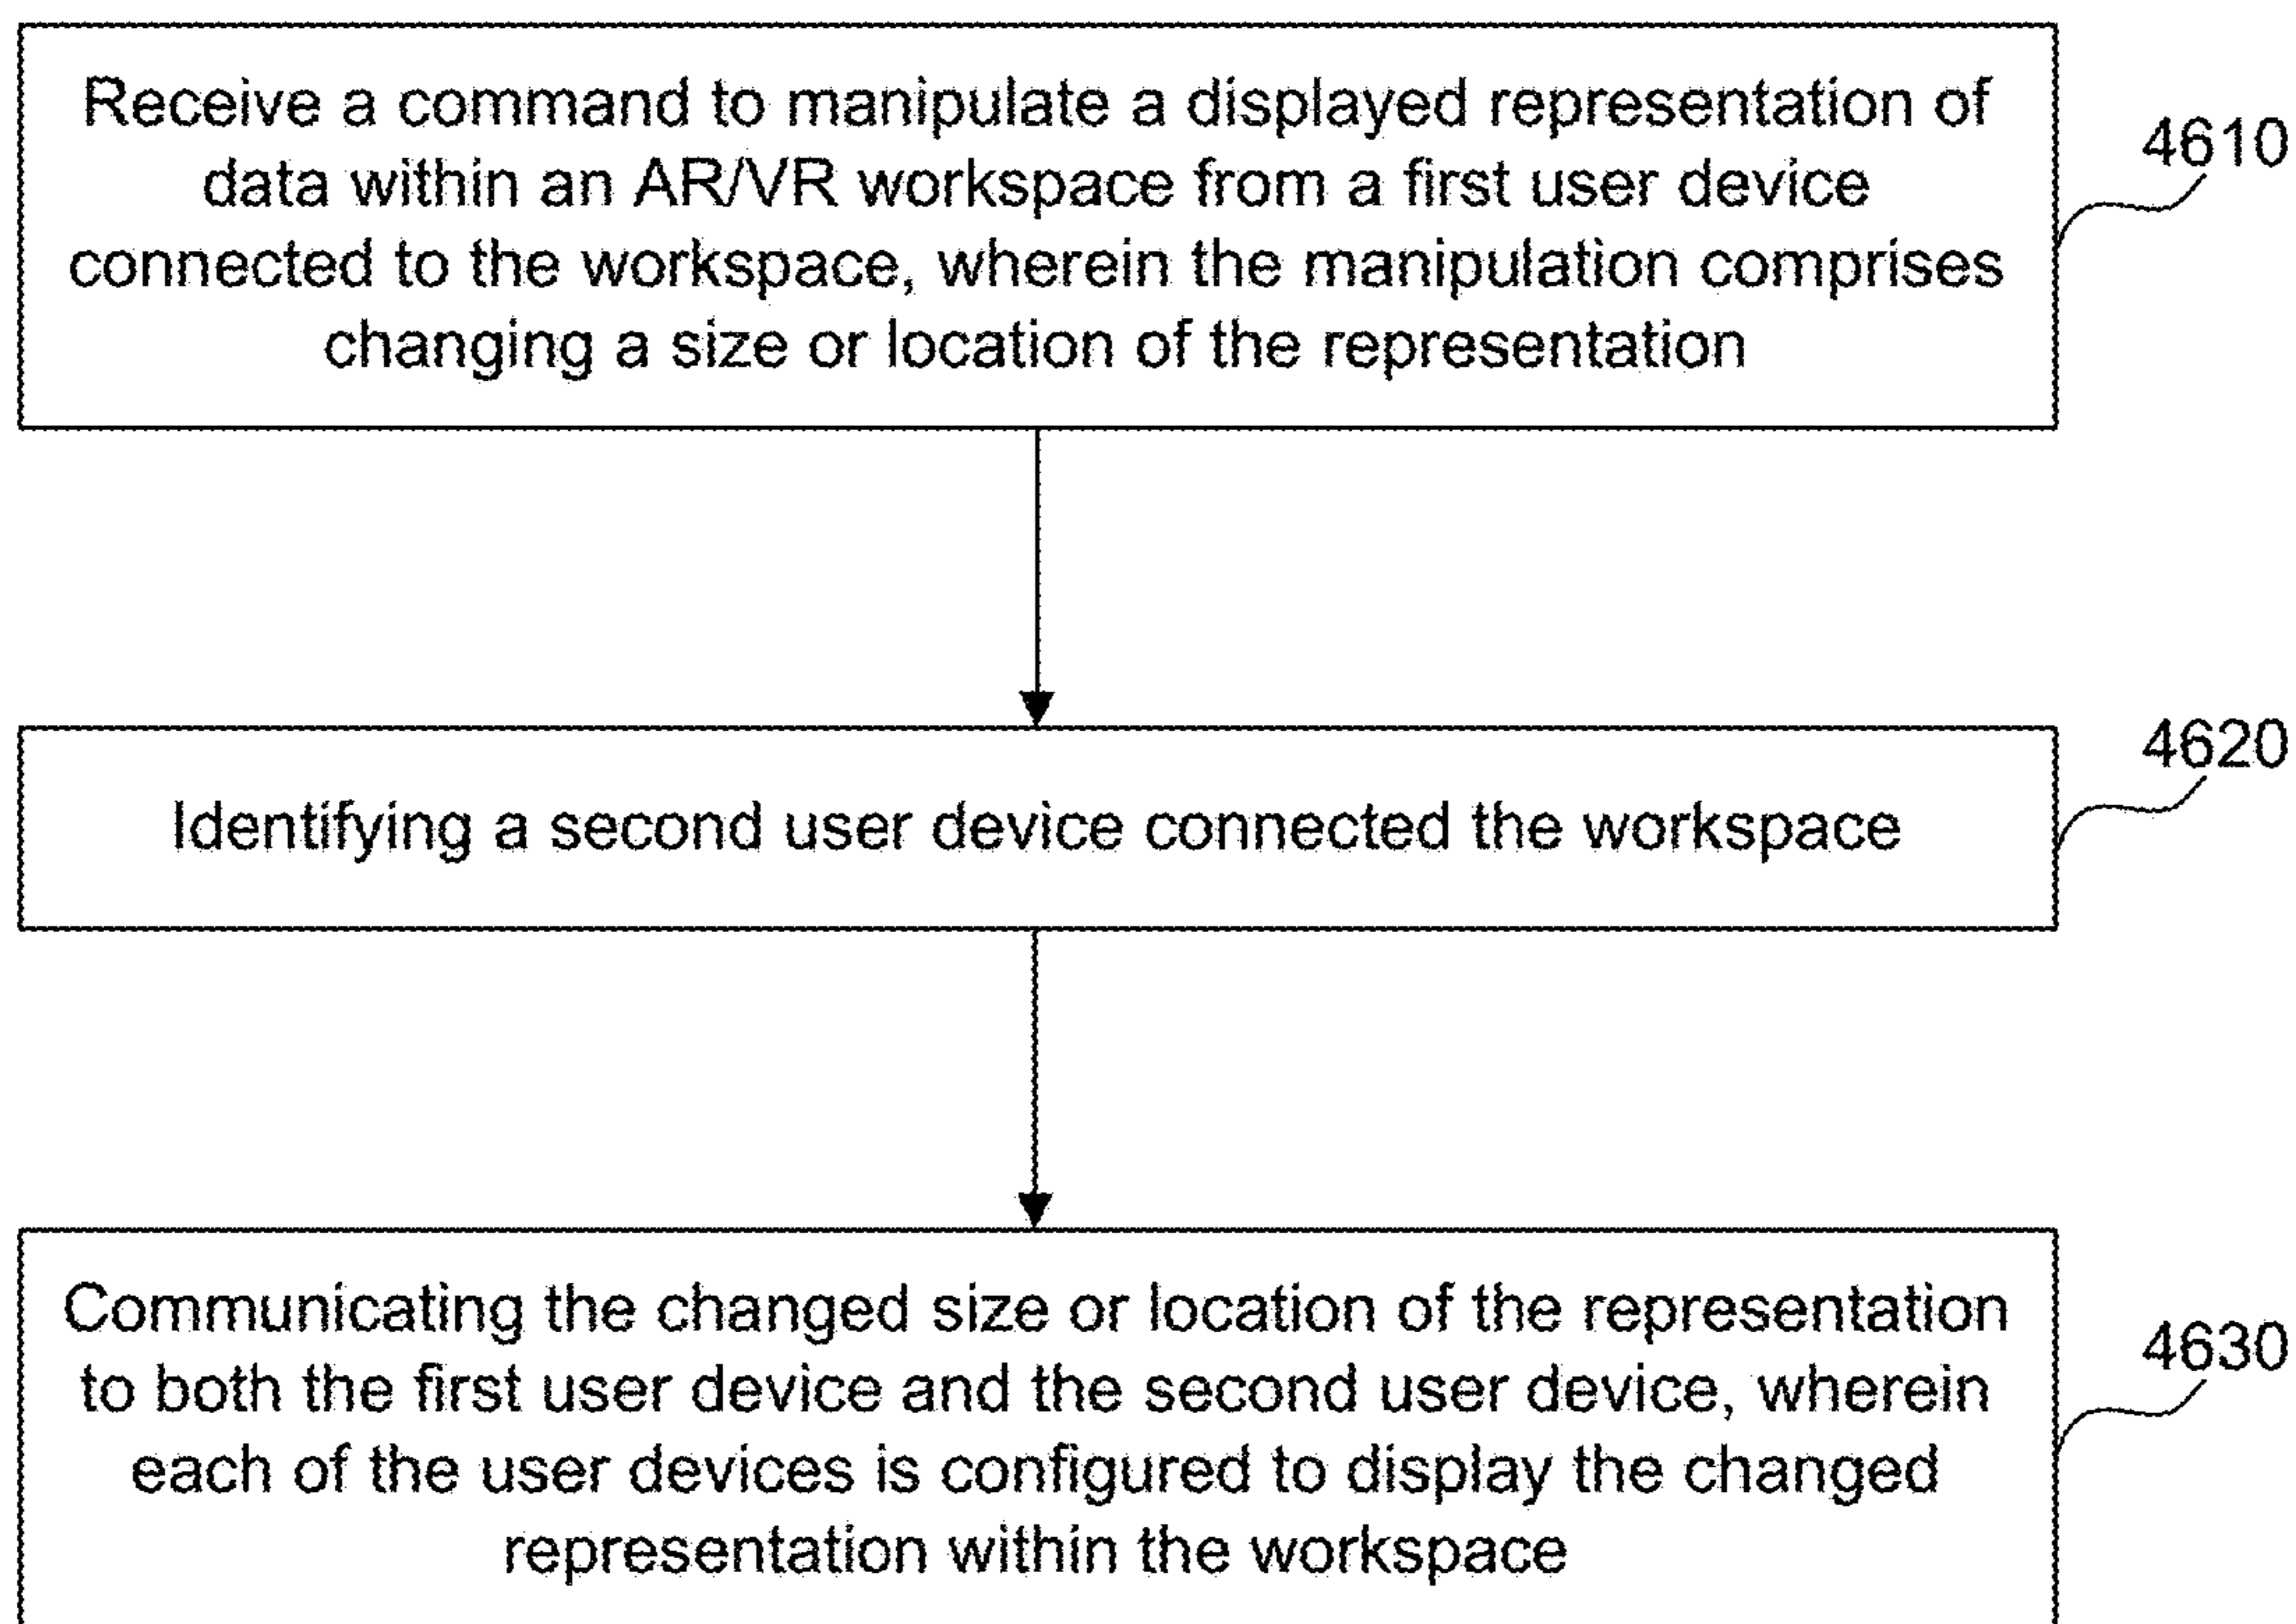 Receive a command to manipulate a displayed representation of
data within an AR/VR workspace from a first user device
connected to the workspace, wherein the manipulation comprises
changing a size or location of the representation
4610
Identifying a second user device connected the workspace
4620
Communicating the changed size or location of the representation
to both the first user device and the second user device, wherein
each of the user devices is configured to display the changed
representation within the workspace
4630